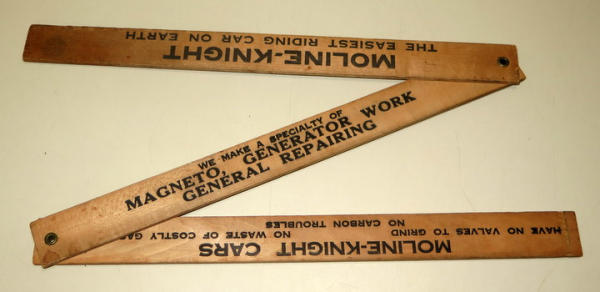 MOLINE-KNIGHT
THE EASIEST RIDING CAR ON EARTH
WE MAKE A SPECIALTY OF
MAGNETO, GENERATOR WORK
GENERAL REPAIRING
MOLINE-KNIGHT CARS
HAVE NO VALVES TO GRIND NO WASTE OF COSTLY GAS
NO CARBON TROUBLES